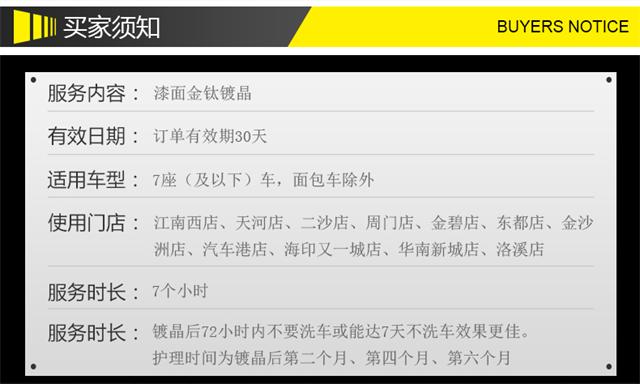 买家须知
BUYERS NOTICE
服务内容： 漆面金钛镀晶
有效日期： 订单有效期30天
适用车型： 7座（及以下）车，面包车除外
使用门店： 江南西店、天河店、二沙店、周门店、金碧店、东都店、金沙
洲店、汽车港店、海印又一城店、华南新城店、洛溪店
服务时长： 7个小时
服务时长： 镀晶后72小时内不要洗车或能达7天不洗车效果更佳。
护理时间为镀晶后第二个月、第四个月、第六个月